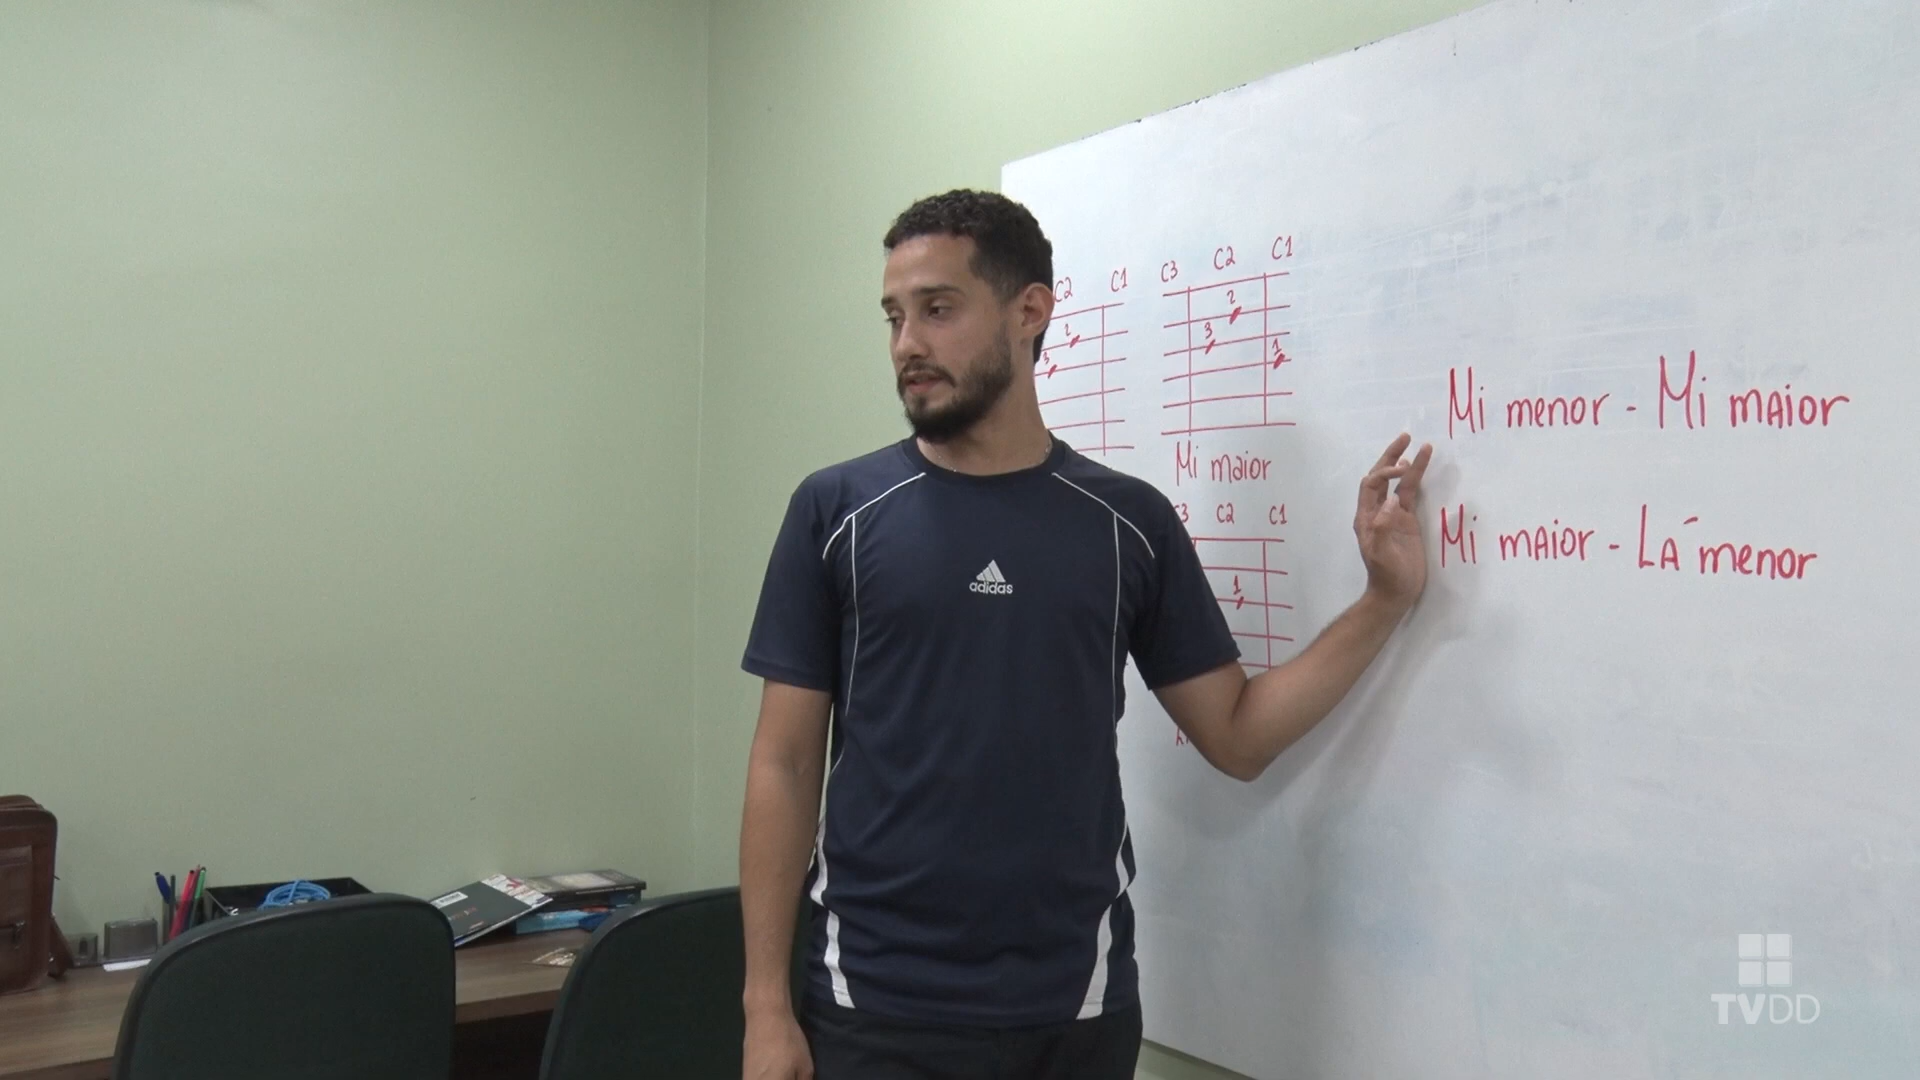 C2 C1
2
3
C3 C2 C1
2
3
1
Mi maior
C2 C1
1
Mi menor - Mi maior
Mi maior - Lá menor
adidas
TVDD